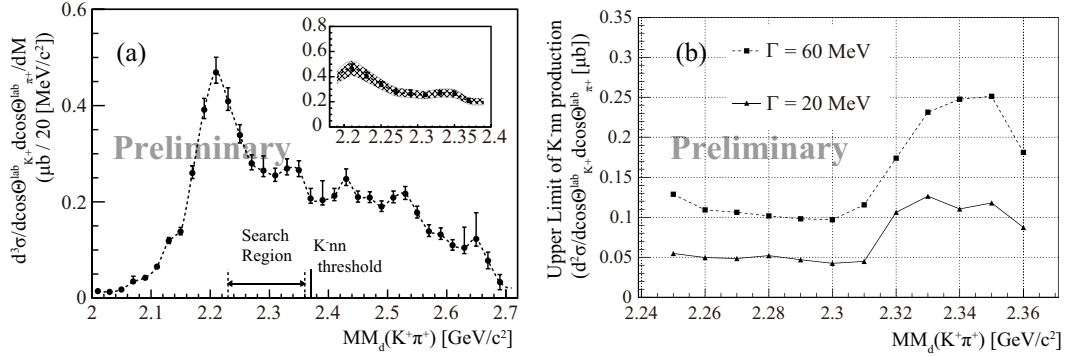 (a)
Preliminary
d³σ/dcosΘ^lab_K+ dcosΘ^lab_π+ /dM
(μb / 20 [MeV/c²]
0
0.2
0.4
0.6
2
2.1
2.2
2.3
2.4
2.5
2.6
2.7
MM_d(K⁺π⁺) [GeV/c²]
Search
Region
K⁻nn
threshold
0
0.2
0.4
0.6
0.8
2.2
2.25
2.3
2.35
2.4
(b)
Preliminary
Γ = 60 MeV
Γ = 20 MeV
Upper Limit of K⁻nn production
(d²σ/dcosΘ^lab_K+ dcosΘ^lab_π+ [μb]
0
0.05
0.1
0.15
0.2
0.25
0.3
0.35
2.24
2.26
2.28
2.3
2.32
2.34
2.36
MM_d(K⁺π⁺) [GeV/c²]